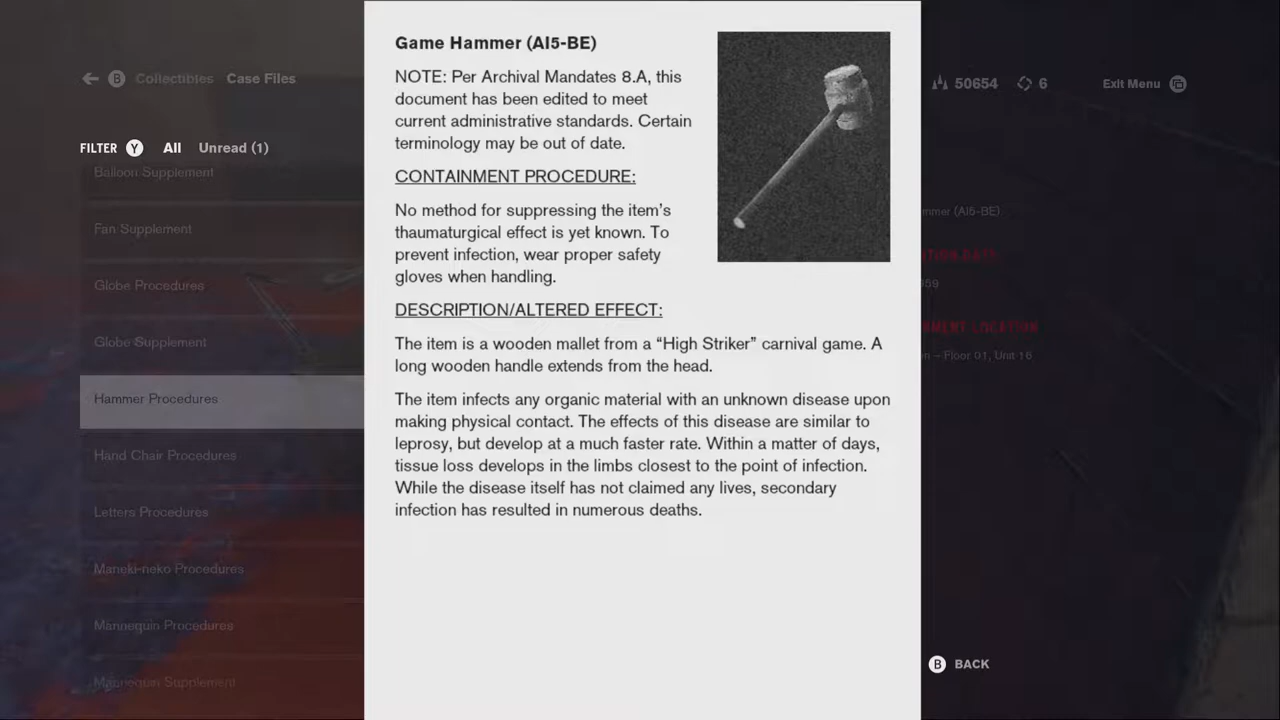 Game Hammer (AI5-BE)
NOTE: Per Archival Mandates 8.A, this
document has been edited to meet
current administrative standards. Certain
terminology may be out of date.
CONTAINMENT PROCEDURE:
No method for suppressing the item's
thaumaturgical effect is yet known. To
prevent infection, wear proper safety
gloves when handling.
DESCRIPTION/ALTERED EFFECT:
The item is a wooden mallet from a “High Striker” carnival game. A
long wooden handle extends from the head.
The item infects any organic material with an unknown disease upon
making physical contact. The effects of this disease are similar to
leprosy, but develop at a much faster rate. Within a matter of days,
tissue loss develops in the limbs closest to the point of infection.
While the disease itself has not claimed any lives, secondary
infection has resulted in numerous deaths.
B Collectibles Case Files
50654 6 Exit Menu
FILTER Y All Unread (1)
Balloon Supplement
Fan Supplement
Globe Procedures
Globe Supplement
Hammer Procedures
Hand Chair Procedures
Letters Procedures
Maneki-neko Procedures
Mannequin Procedures
Mannequin Supplement
mmer (AI5-BE)
59
– Floor 01, Unit 16
B BACK